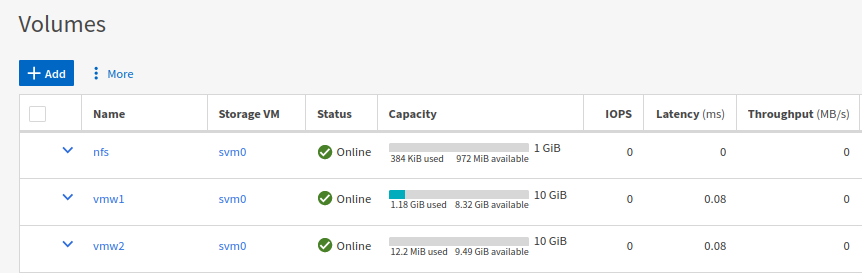 Volumes
+ Add More
Name Storage VM Status Capacity IOPS Latency (ms) Throughput (MB/s)
nfs svm0 Online 1 GiB 0 0 0
384 KiB used 972 MiB available
vmw1 svm0 Online 10 GiB 0 0.08 0
1.18 GiB used 8.32 GiB available
vmw2 svm0 Online 10 GiB 0 0.08 0
12.2 MiB used 9.49 GiB available